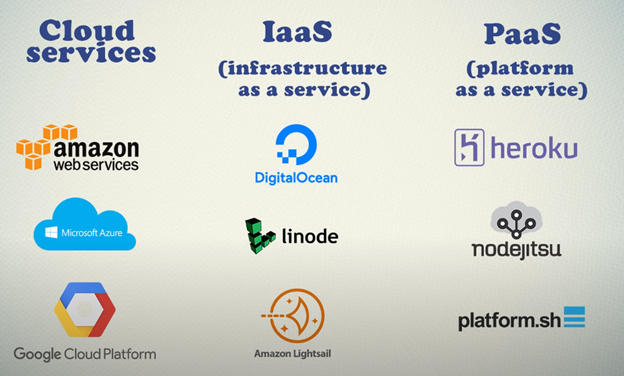 Cloud
services
amazon
web services
Microsoft Azure
Google Cloud Platform
IaaS
(infrastructure
as a service)
DigitalOcean
linode
Amazon Lightsail
PaaS
(platform
as a service)
heroku
nodejitsu
platform.sh